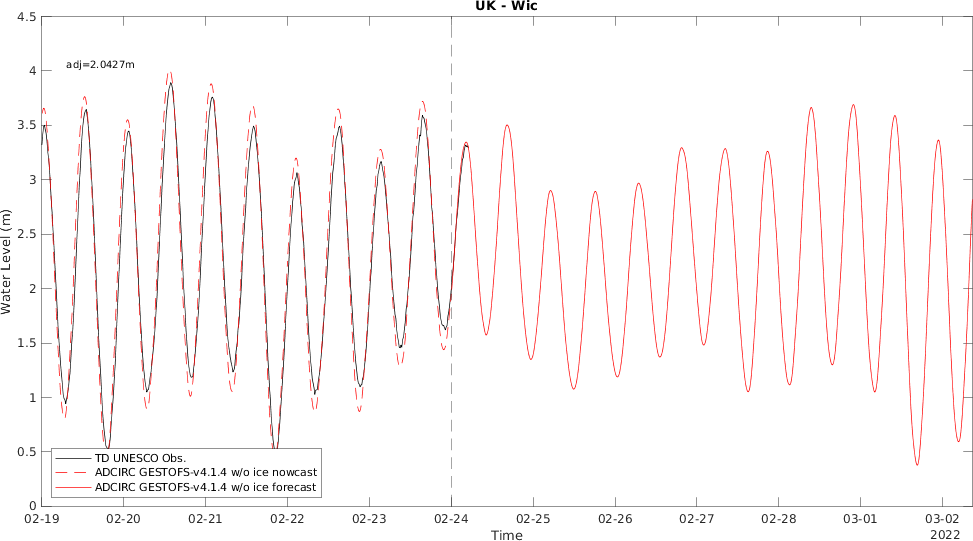 UK - Wic
4.5
4
3.5
3
2.5
2
1.5
1
0.5
0
adj=2.0427m
Water Level (m)
TD UNESCO Obs.
ADCIRC GESTOFS-v4.1.4 w/o ice nowcast
ADCIRC GESTOFS-v4.1.4 w/o ice forecast
02-19 02-20 02-21 02-22 02-23 02-24 02-25 02-26 02-27 02-28 03-01 03-02
Time
2022